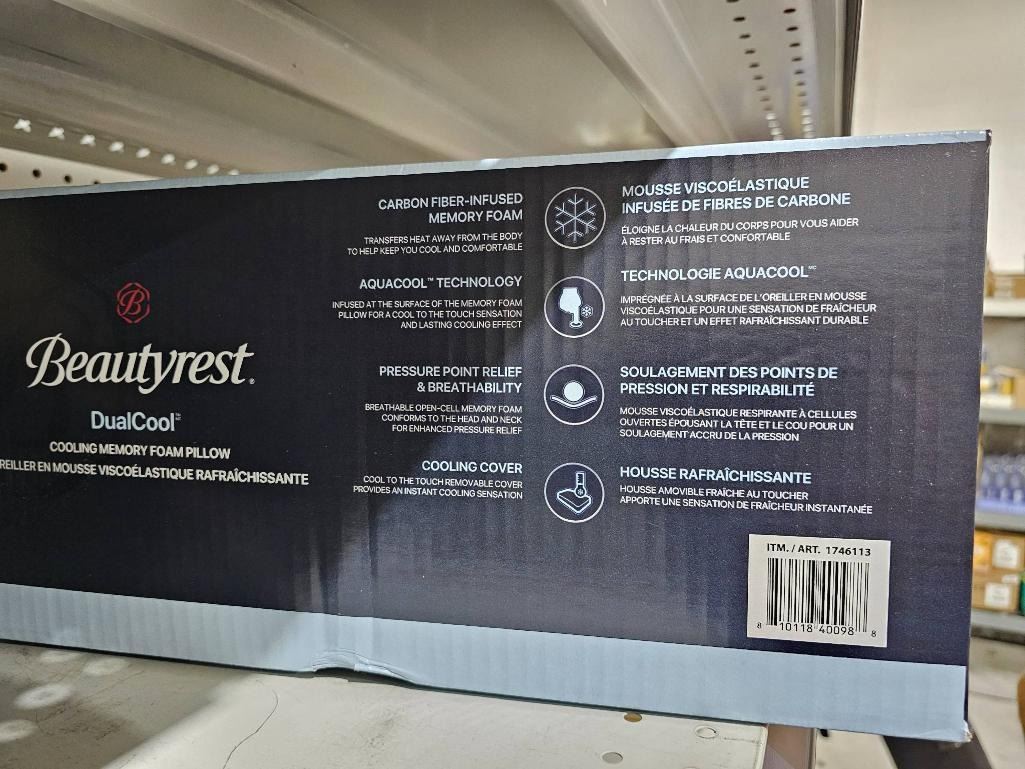 B
Beautyrest®
DualCool™
COOLING MEMORY FOAM PILLOW
REILLER EN MOUSSE VISCOÉLASTIQUE RAFRAÎCHISSANTE
CARBON FIBER-INFUSED
MEMORY FOAM
TRANSFERS HEAT AWAY FROM THE BODY
TO HELP KEEP YOU COOL AND COMFORTABLE
AQUACOOL™ TECHNOLOGY
INFUSED AT THE SURFACE OF THE MEMORY FOAM
PILLOW FOR A COOL TO THE TOUCH SENSATION
AND LASTING COOLING EFFECT
PRESSURE POINT RELIEF
& BREATHABILITY
BREATHABLE OPEN-CELL MEMORY FOAM
CONFORMS TO THE HEAD AND NECK
FOR ENHANCED PRESSURE RELIEF
COOLING COVER
COOL TO THE TOUCH REMOVABLE COVER
PROVIDES AN INSTANT COOLING SENSATION
MOUSSE VISCOÉLASTIQUE
INFUSÉE DE FIBRES DE CARBONE
ÉLOIGNE LA CHALEUR DU CORPS POUR VOUS AIDER
À RESTER AU FRAIS ET CONFORTABLE
TECHNOLOGIE AQUACOOL MC
IMPRÉGNÉE À LA SURFACE DE L'OREILLER EN MOUSSE
VISCOÉLASTIQUE POUR UNE SENSATION DE FRAÎCHEUR
AU TOUCHER ET UN EFFET RAFRAÎCHISSANT DURABLE
SOULAGEMENT DES POINTS DE
PRESSION ET RESPIRABILITÉ
MOUSSE VISCOÉLASTIQUE RESPIRANTE À CELLULES
OUVERTES ÉPOUSANT LA TÊTE ET LE COU POUR UN
SOULAGEMENT ACCRU DE LA PRESSION
HOUSSE RAFRAÎCHISSANTE
HOUSSE AMOVIBLE FRAÎCHE AU TOUCHER
APPORTE UNE SENSATION DE FRAÎCHEUR INSTANTANÉE
ITM. / ART. 1746113
8 10118 40098 8